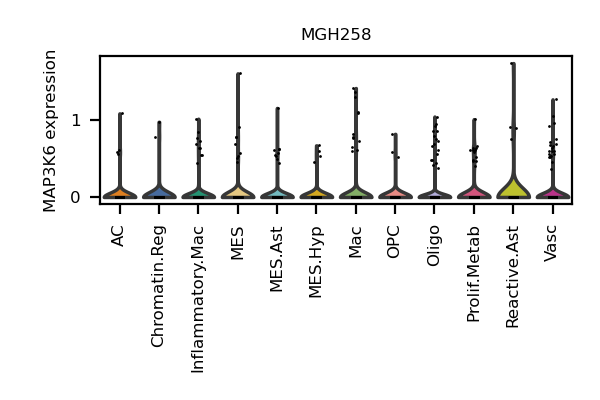 MGH258
MAP3K6 expression
1
0
AC
Chromatin.Reg
Inflammatory.Mac
MES
MES.Ast
MES.Hyp
Mac
OPC
Oligo
Prolif.Metab
Reactive.Ast
Vasc